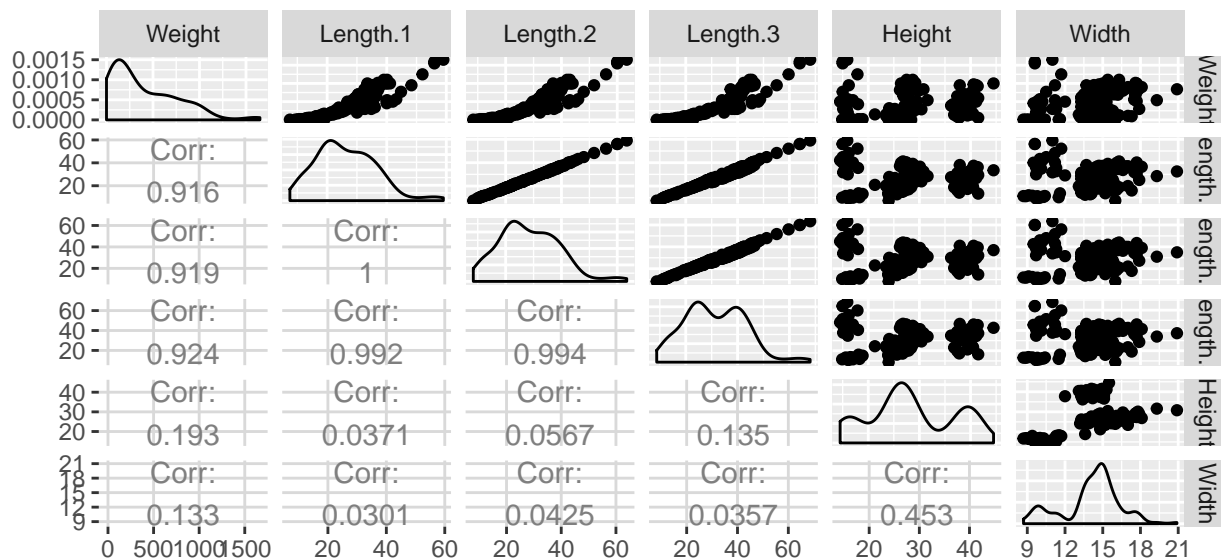 Weight Length.1 Length.2 Length.3 Height Width
0.0015
0.0010
0.0005
0.0000
Weight
60
40
20
Corr:
0.916
ength.
60
40
20
Corr: Corr:
0.919 1
ength.
60
40
20
Corr: Corr: Corr:
0.924 0.992 0.994
ength.
40
30
20
Corr: Corr: Corr: Corr:
0.193 0.0371 0.0567 0.135
Height
21
18
15
12
9
Corr: Corr: Corr: Corr: Corr:
0.133 0.0301 0.0425 0.0357 0.453
Width
0 500 1000 1500 20 40 60 20 40 60 20 40 60 20 30 40 9 12 15 18 21